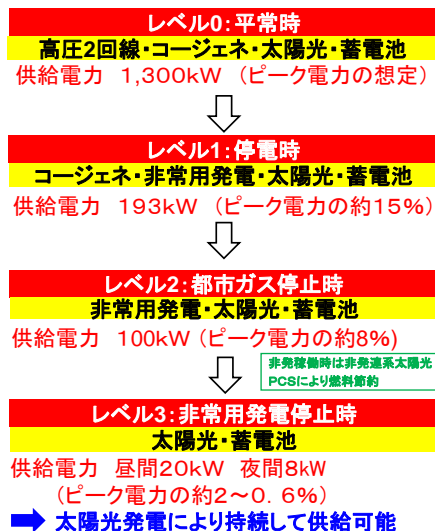 レベル0:平常時
高圧2回線・コージェネ・太陽光・蓄電池
供給電力 1,300kW (ピーク電力の想定)
レベル1:停電時
コージェネ・非常用発電・太陽光・蓄電池
供給電力 193kW (ピーク電力の約15%)
レベル2:都市ガス停止時
非常用発電・太陽光・蓄電池
供給電力 100kW (ピーク電力の約8%)
非発稼働時は非発連系太陽光
PCSにより燃料節約
レベル3:非常用発電停止時
太陽光・蓄電池
供給電力 昼間20kW 夜間8kW
(ピーク電力の約2~0.6%)
太陽光発電により持続して供給可能